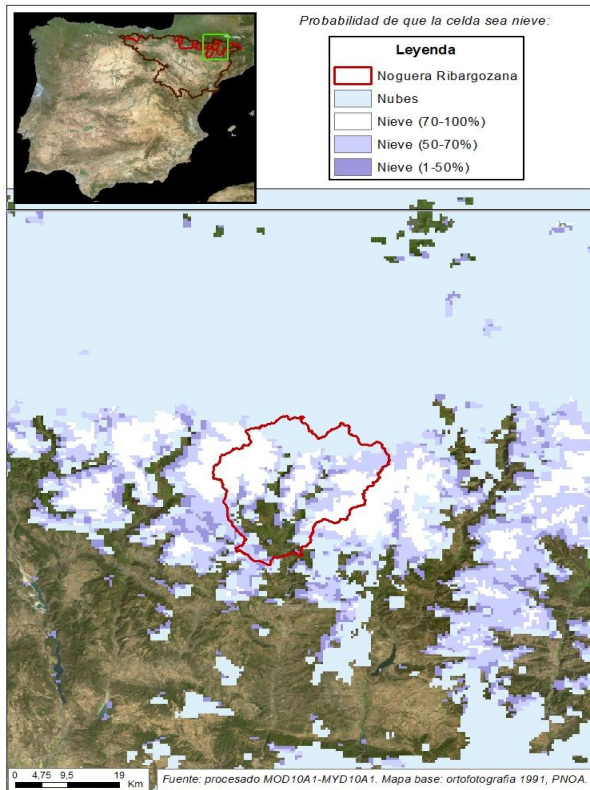 Probabilidad de que la celda sea nieve:
Leyenda
Noguera Ribargozana
Nubes
Nieve (70-100%)
Nieve (50-70%)
Nieve (1-50%)
0 4,75 9,5 19
Km
Fuente: procesado MOD10A1-MYD10A1. Mapa base: ortofotografía 1991, PNOA.